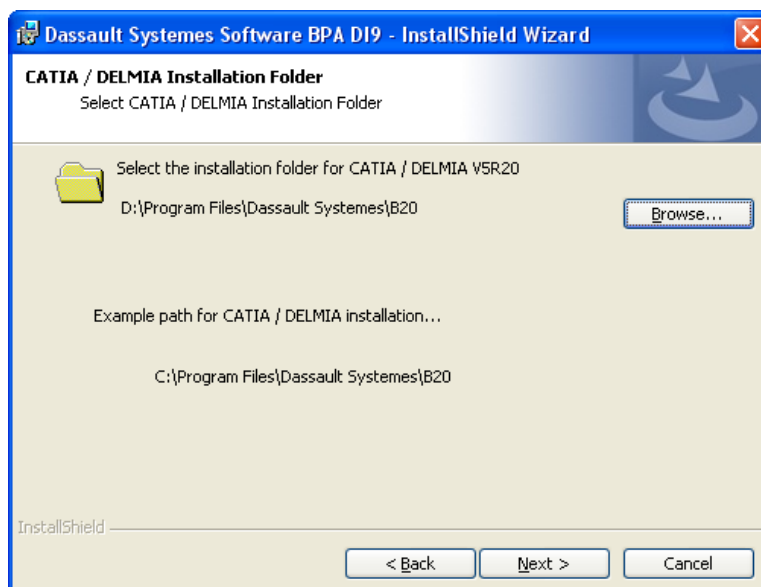 Dassault Systemes Software BPA DI9 - InstallShield Wizard
CATIA / DELMIA Installation Folder
Select CATIA / DELMIA Installation Folder
Select the installation folder for CATIA / DELMIA V5R20
D:\Program Files\Dassault Systemes\B20
Browse...
Example path for CATIA / DELMIA installation...
C:\Program Files\Dassault Systemes\B20
InstallShield
< Back
Next >
Cancel